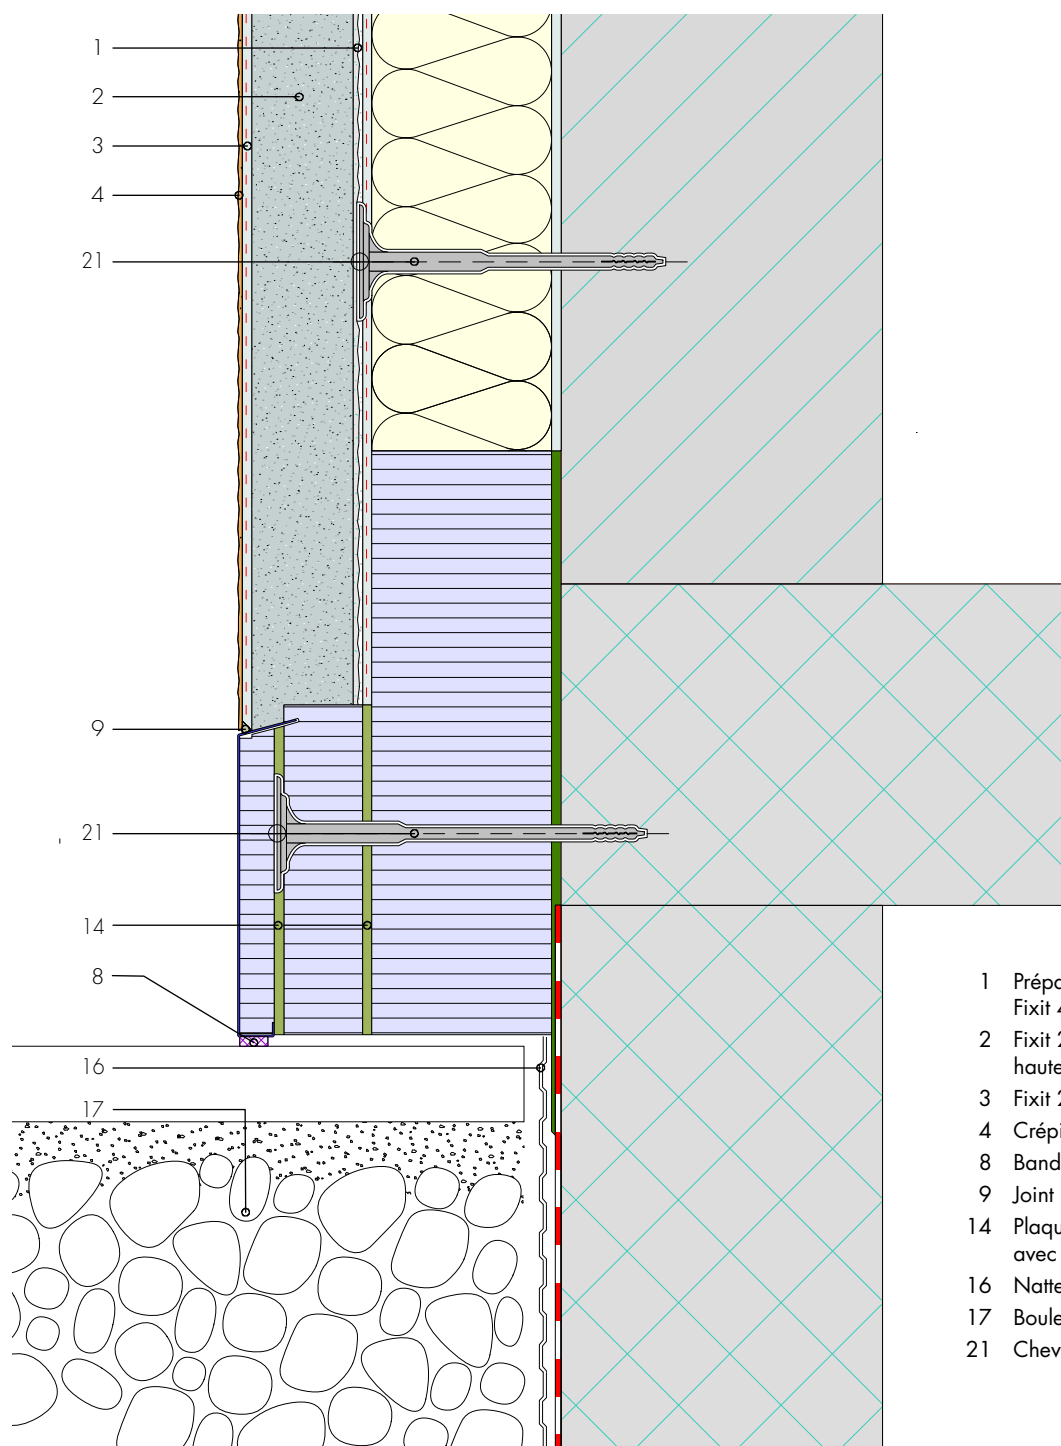 1
2
3
4
21
9
21
14
8
16
17
1 Prépa
Fixit 4
2 Fixit 2
haute
3 Fixit 2
4 Crépi
8 Band
9 Joint
14 Plaqu
avec
16 Natte
17 Boule
21 Chev